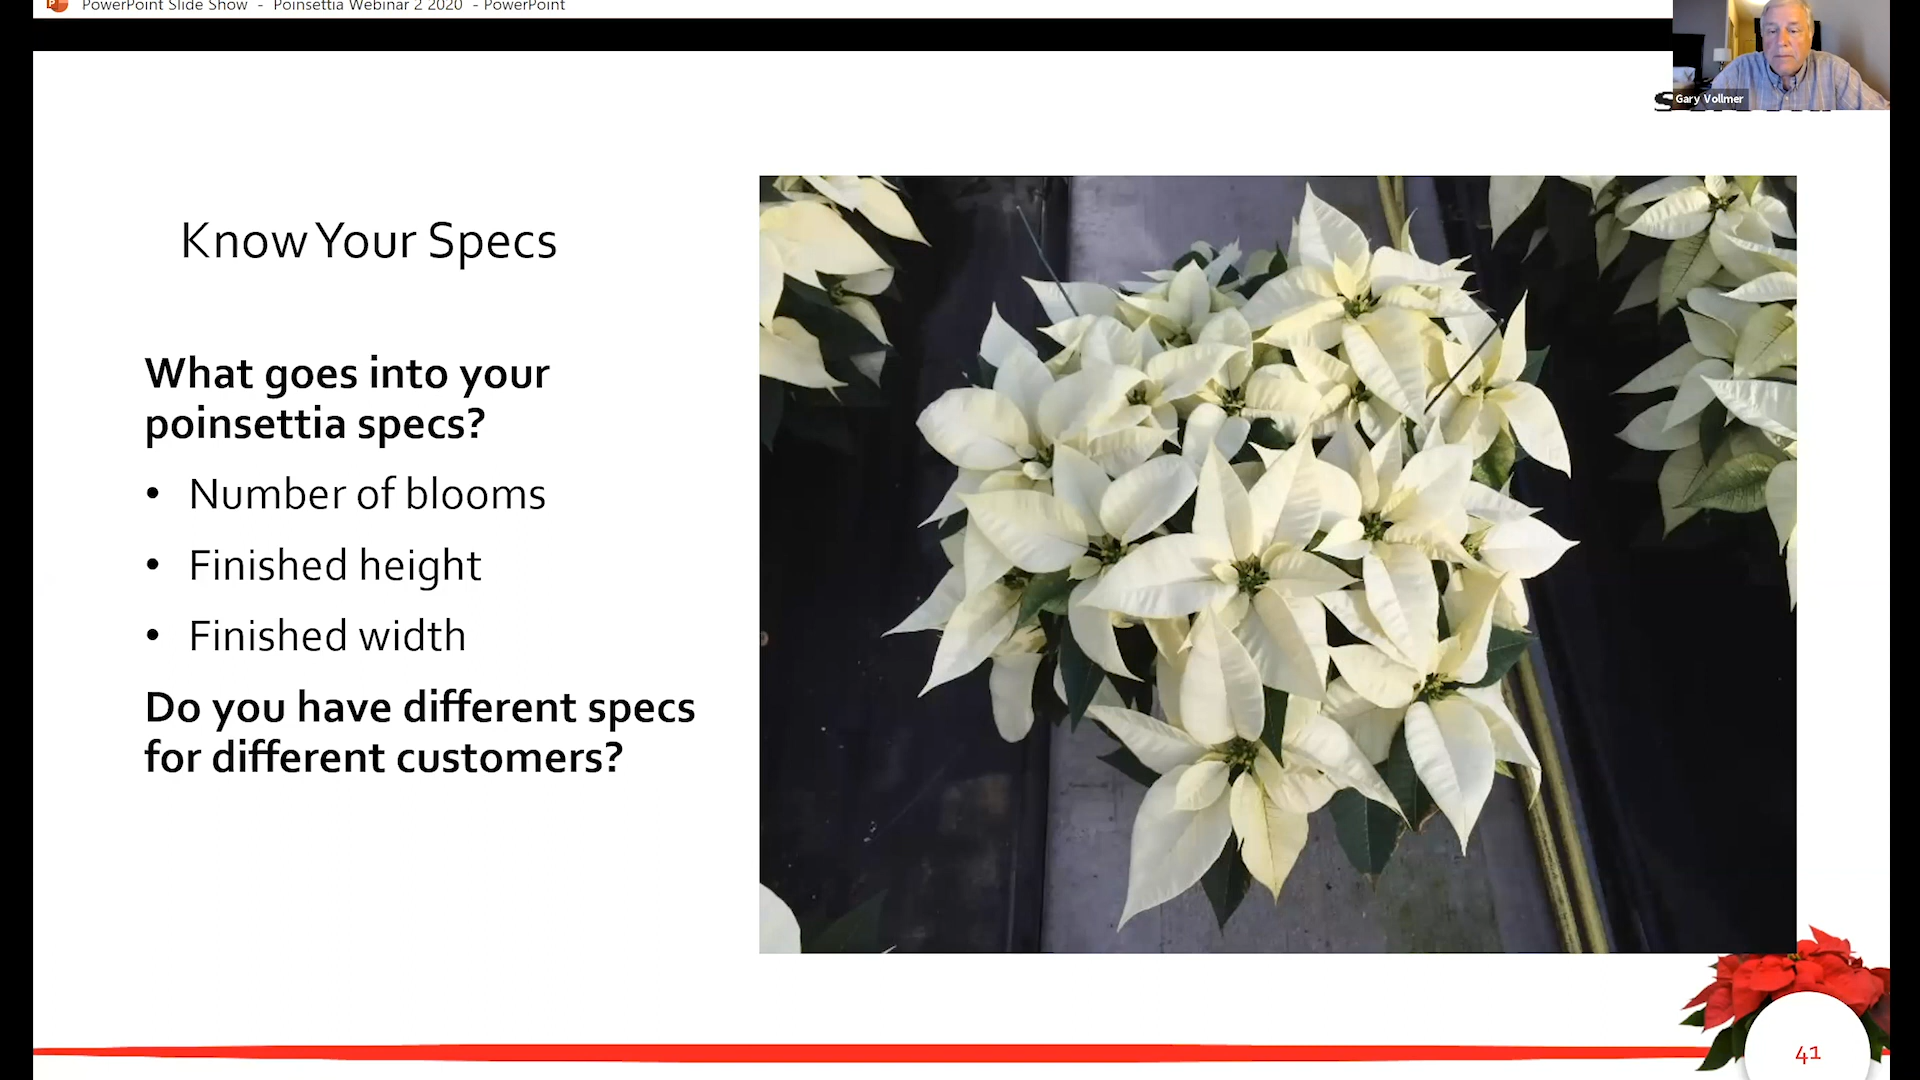 PowerPoint Slide Show - Poinsettia Webinar 2 2020 - PowerPoint
Gary Vollmer
Know Your Specs
What goes into your
poinsettia specs?
• Number of blooms
• Finished height
• Finished width
Do you have different specs
for different customers?
41